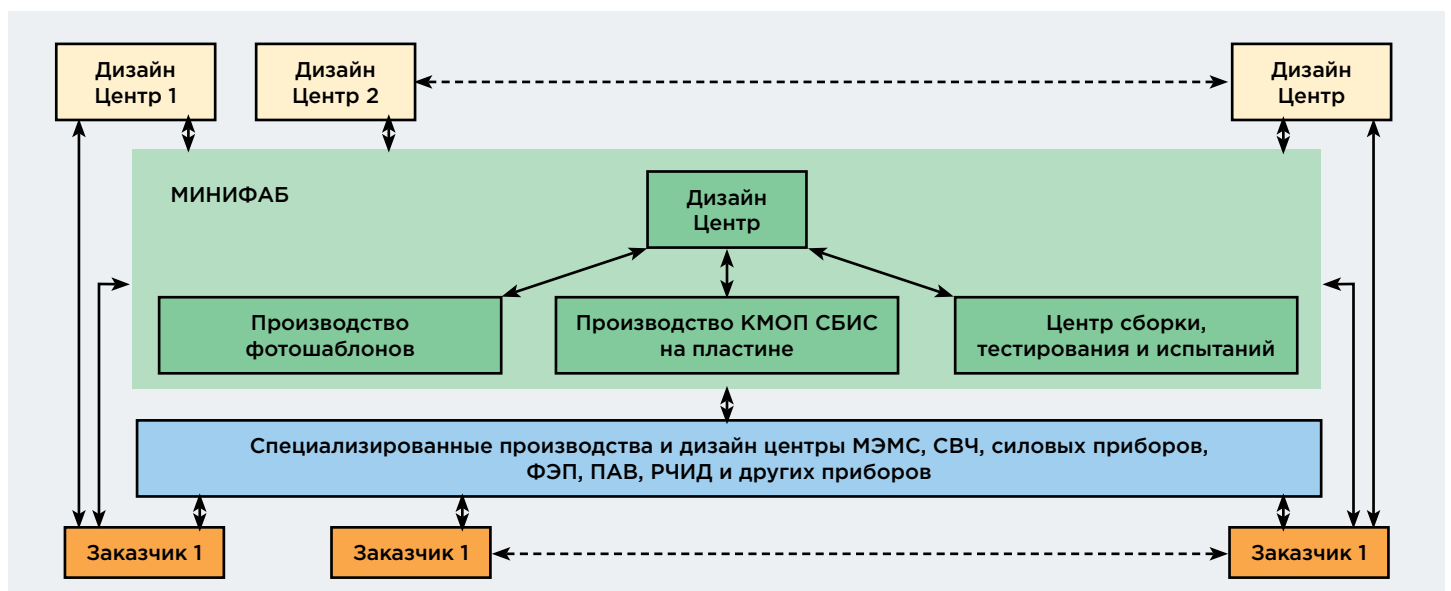 Дизайн
Центр 1
Дизайн
Центр 2
Дизайн
Центр
МИНИФАБ
Дизайн
Центр
Производство
фотошаблонов
Производство КМОП СБИС
на пластине
Центр сборки,
тестирования и испытаний
Специализированные производства и дизайн центры МЭМС, СВЧ, силовых приборов,
ФЭП, ПАВ, РЧИД и других приборов
Заказчик 1
Заказчик 1
Заказчик 1